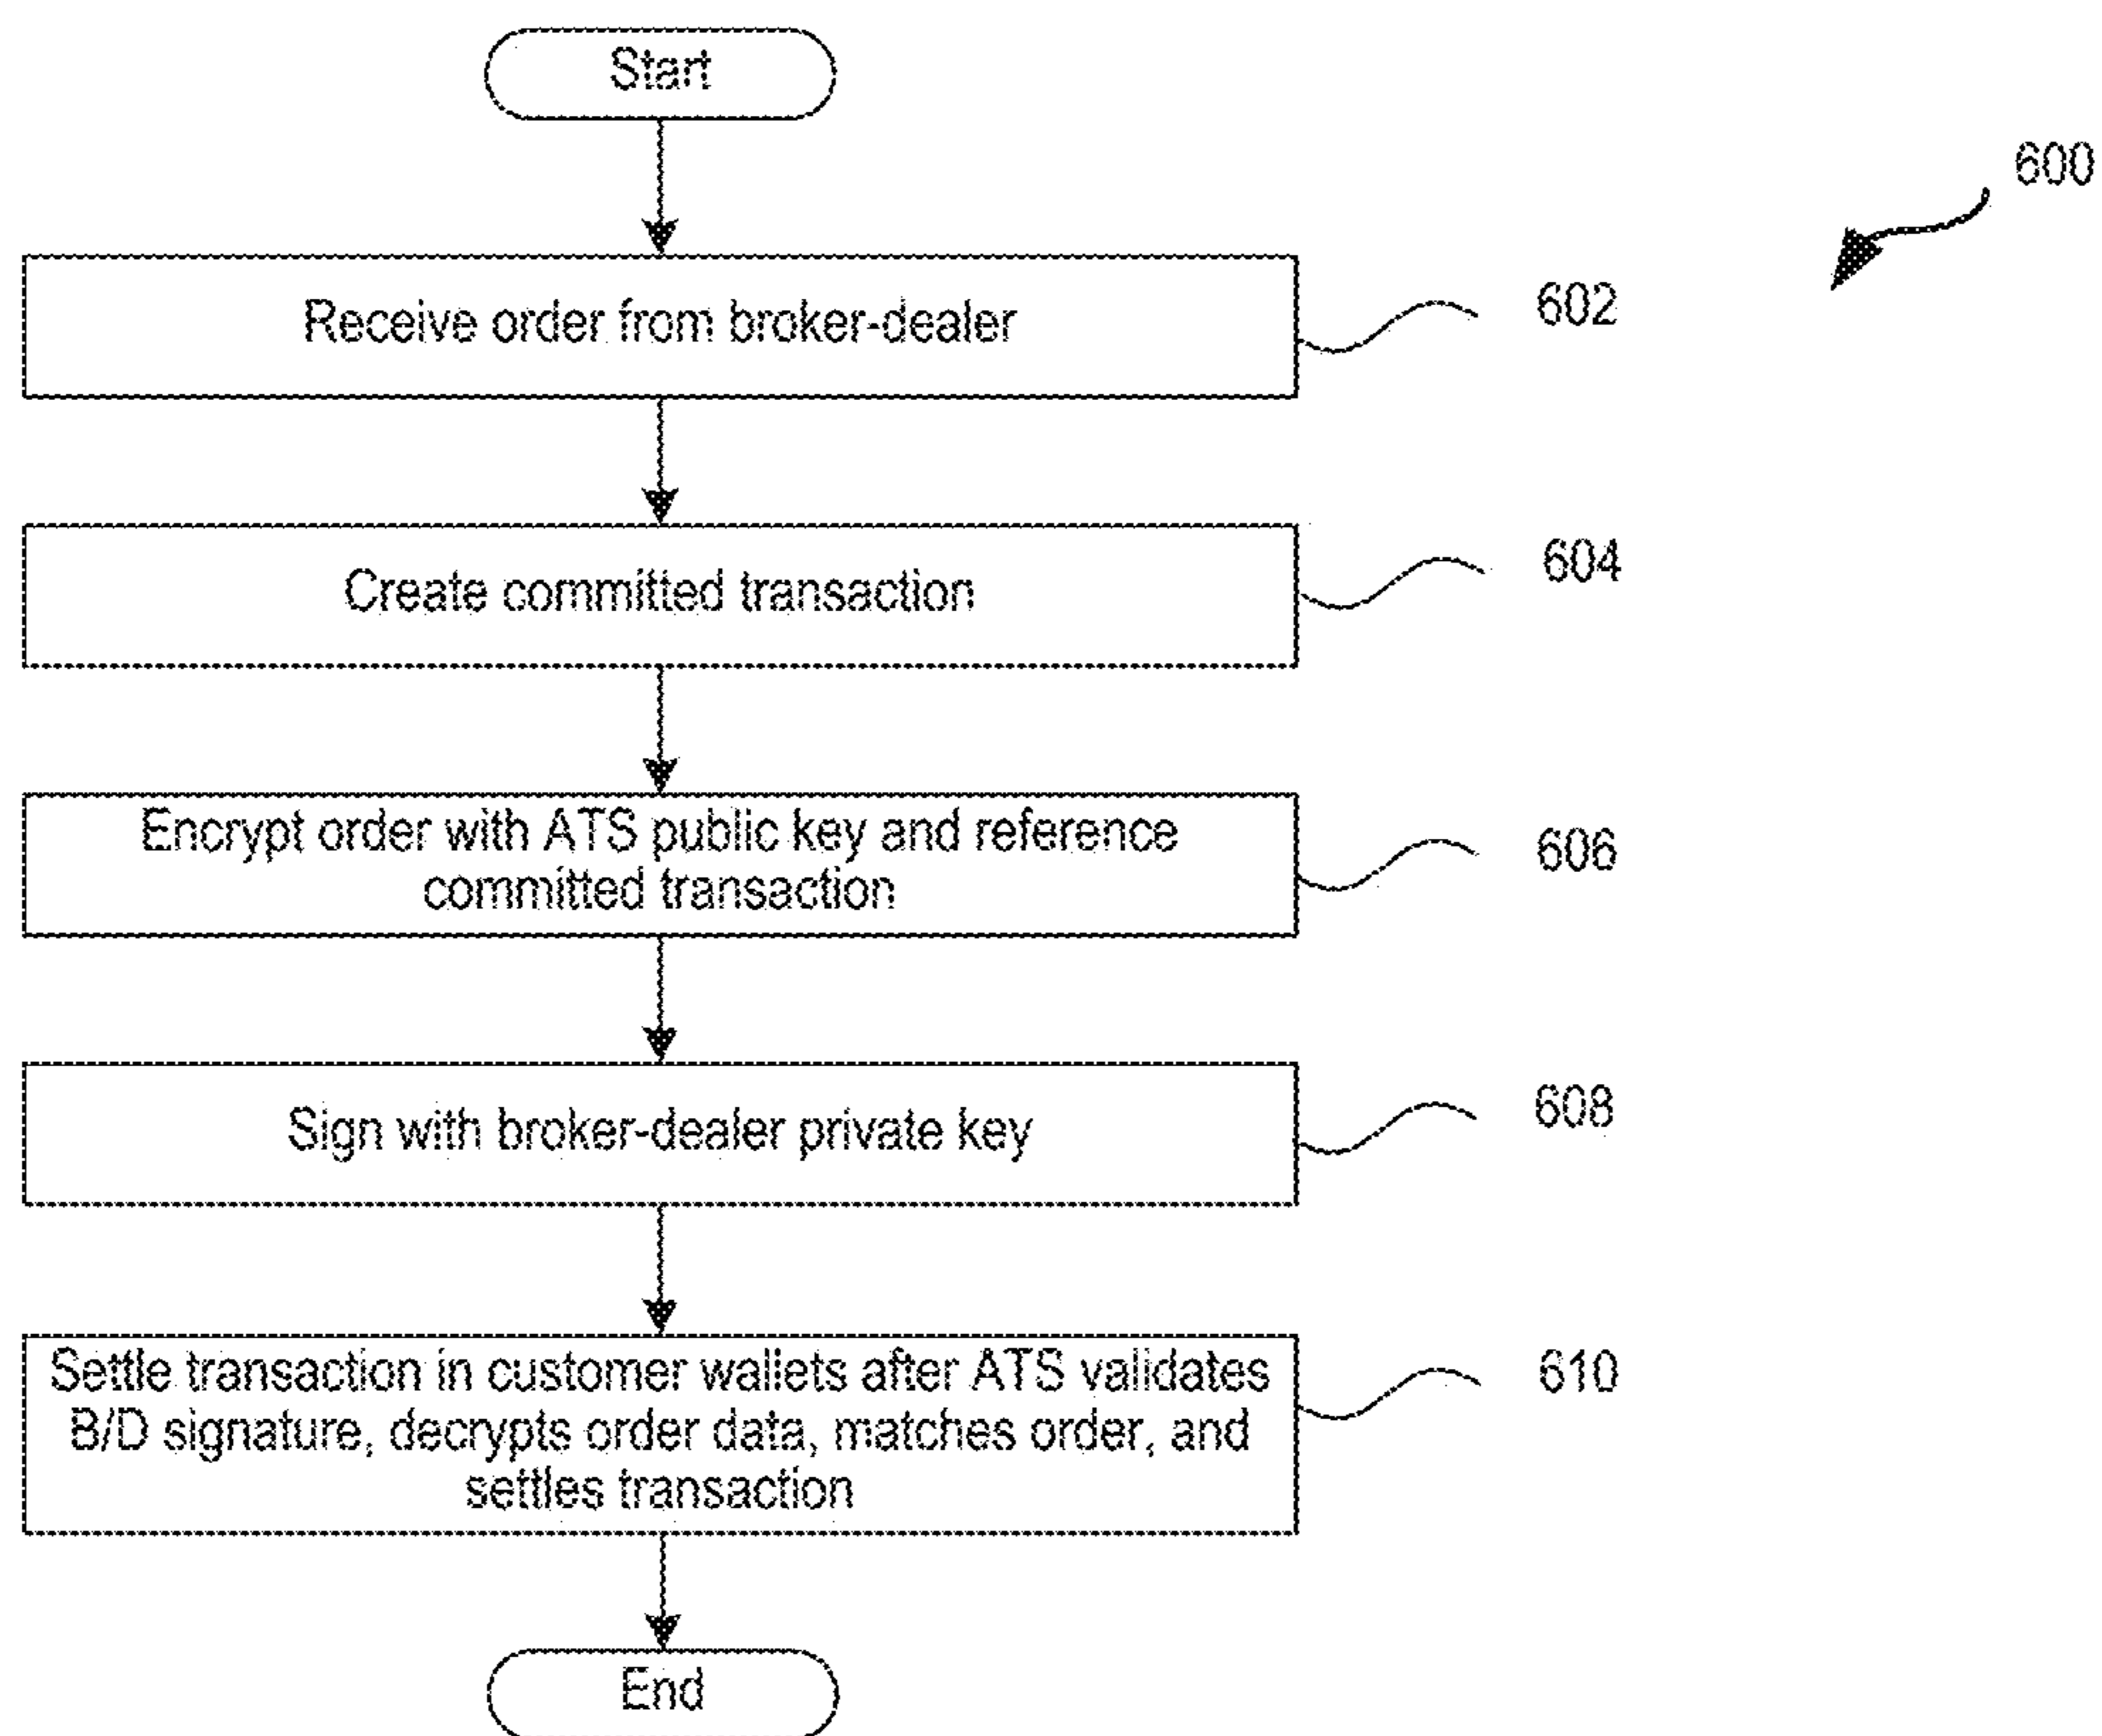 Start
600
Receive order from broker-dealer
602
Create committed transaction
604
Encrypt order with ATS public key and reference
committed transaction
606
Sign with broker-dealer private key
608
Settle transaction in customer wallets after ATS validates
B/D signature, decrypts order data, matches order, and
settles transaction
610
End